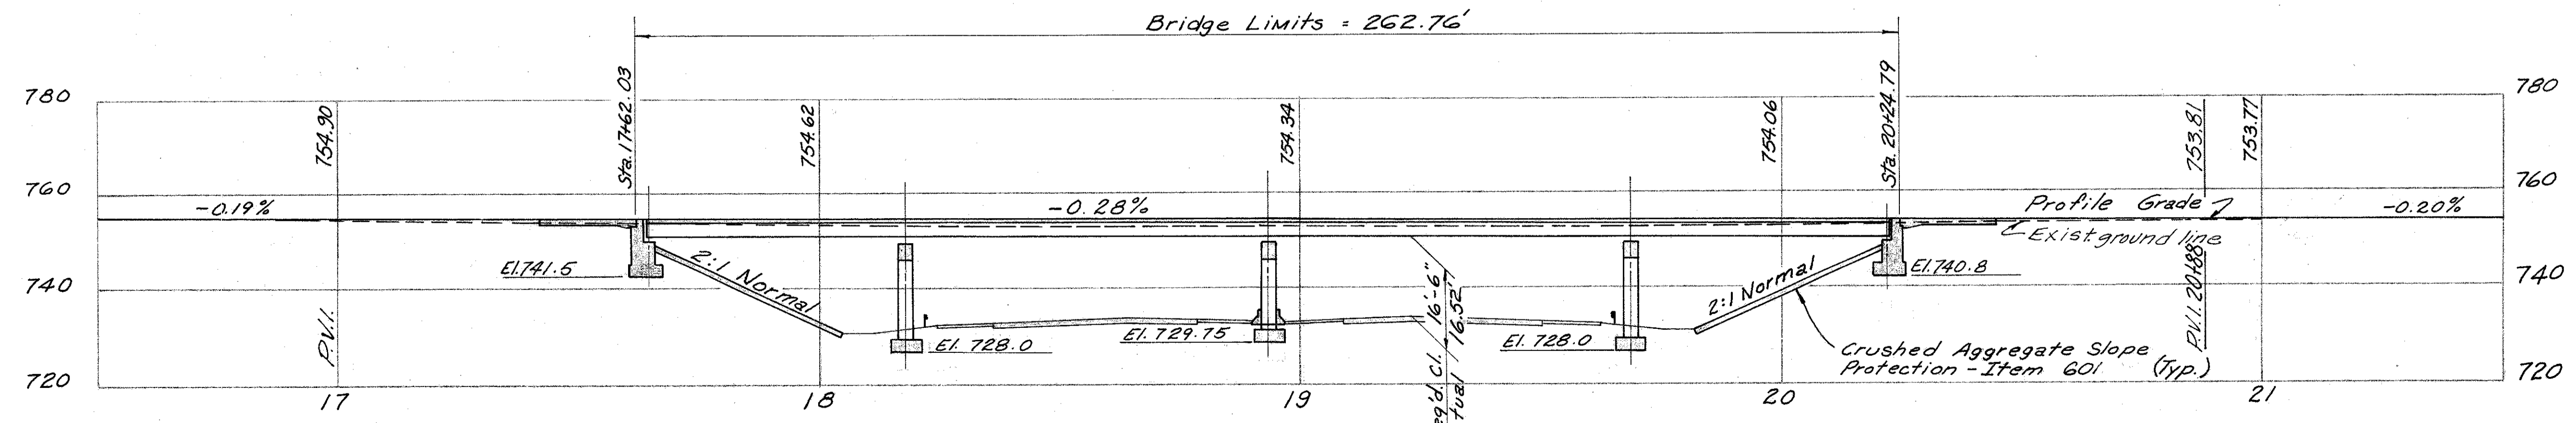 Bridge Limits = 262.76'
780
780
754.90
Sta. 17+62.03
754.62
754.34
754.06
Sta. 20+24.79
753.81
753.77
760
760
-0.19%
-0.28%
Profile Grade
-0.20%
Exist. ground line
El. 741.5
2:1 Normal
2:1 Normal
El. 740.8
740
740
P.V.I.
El. 728.0
El. 729.75
16'-6"
16.52'
El. 728.0
Crushed Aggregate Slope
Protection - Item 601 (Typ.)
P.V.I. 20+88
720
720
17
18
19
20
21